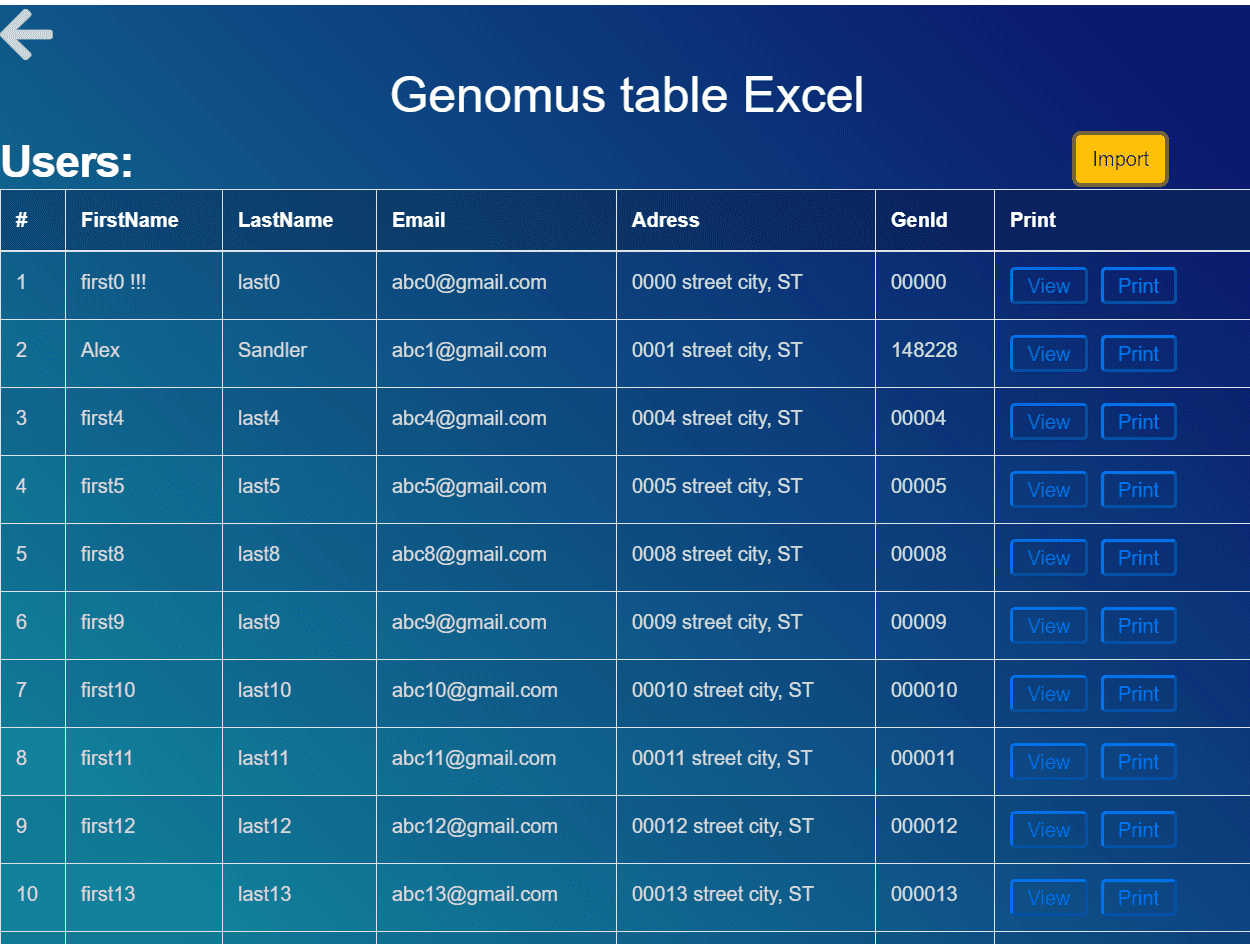 Genomus table Excel
Users:
Import
# FirstName LastName Email Adress GenId Print
1 first0 !!! last0 abc0@gmail.com 0000 street city, ST 00000 View Print
2 Alex Sandler abc1@gmail.com 0001 street city, ST 148228 View Print
3 first4 last4 abc4@gmail.com 0004 street city, ST 00004 View Print
4 first5 last5 abc5@gmail.com 0005 street city, ST 00005 View Print
5 first8 last8 abc8@gmail.com 0008 street city, ST 00008 View Print
6 first9 last9 abc9@gmail.com 0009 street city, ST 00009 View Print
7 first10 last10 abc10@gmail.com 00010 street city, ST 000010 View Print
8 first11 last11 abc11@gmail.com 00011 street city, ST 000011 View Print
9 first12 last12 abc12@gmail.com 00012 street city, ST 000012 View Print
10 first13 last13 abc13@gmail.com 00013 street city, ST 000013 View Print